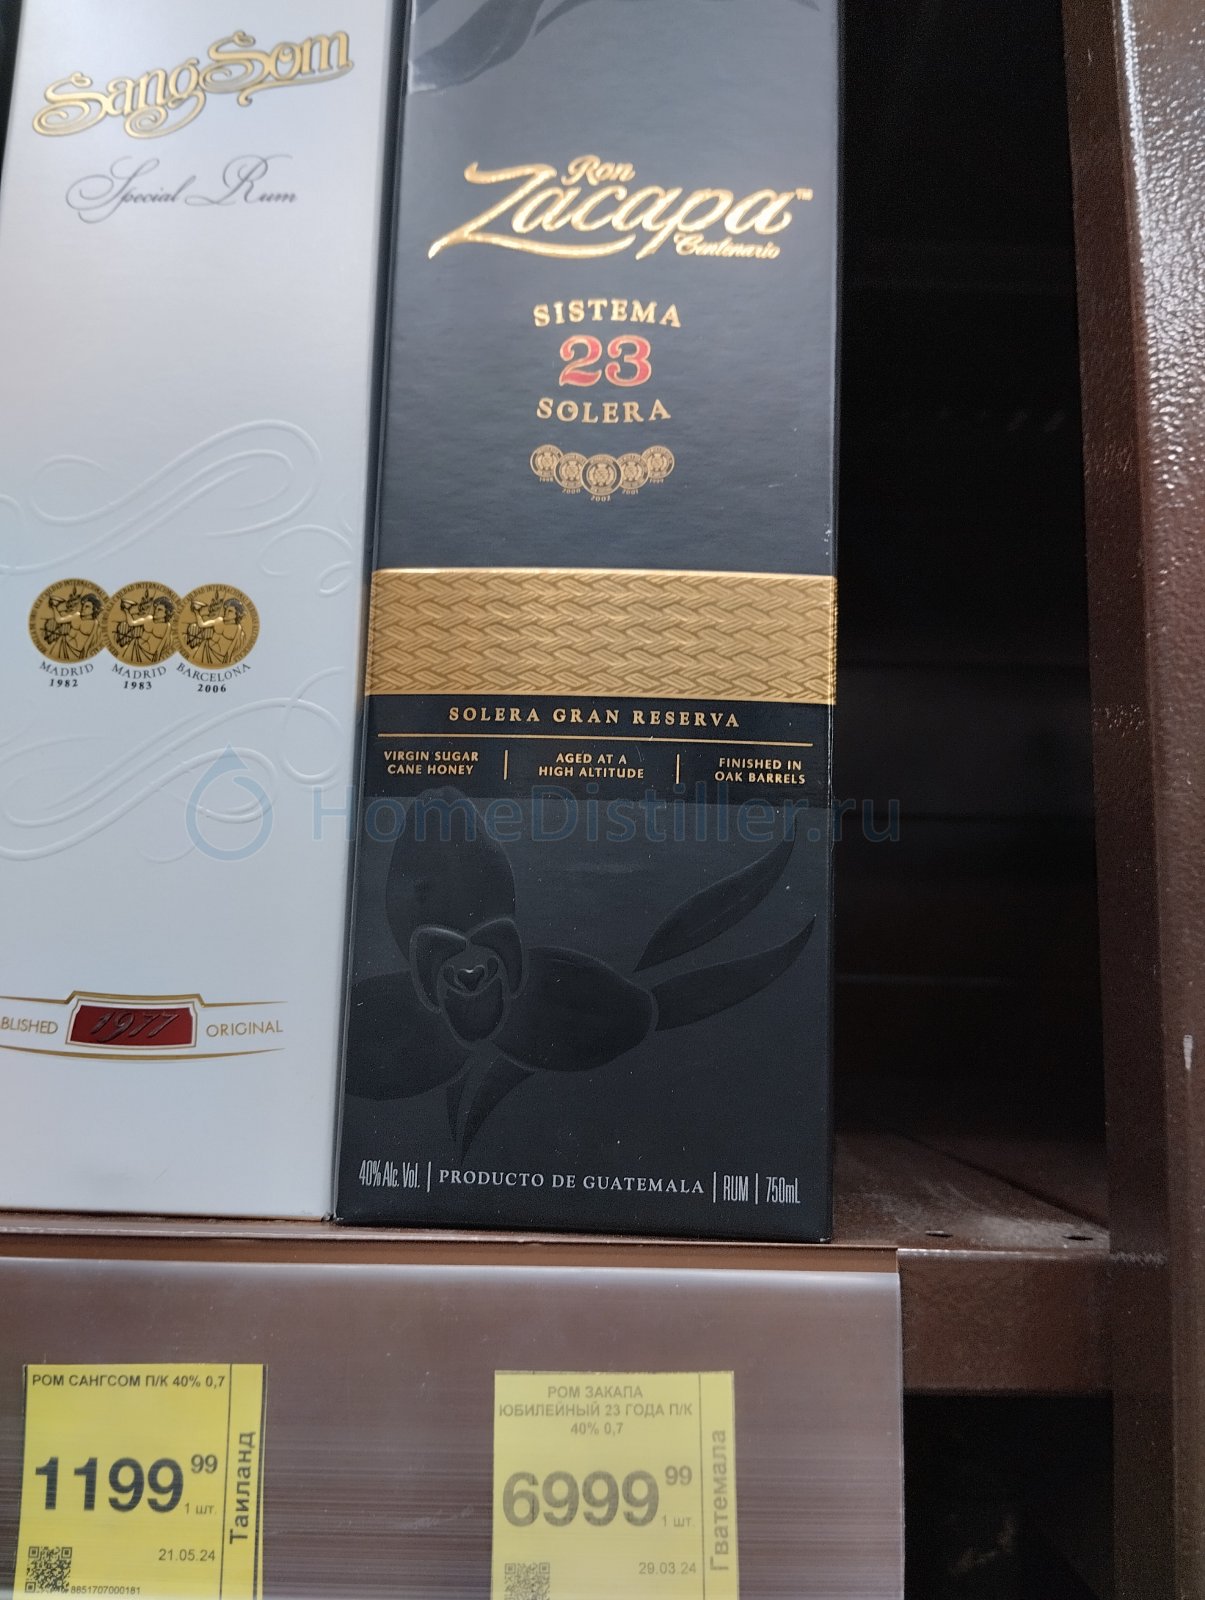 SangSom
Special Rum
MADRID
1982
MADRID
1983
BARCELONA
2006
BLISHED
1977
ORIGINAL
Ron
Zacapa™
Centenario
SISTEMA
23
SOLERA
SOLERA GRAN RESERVA
VIRGIN SUGAR
CANE HONEY
AGED AT A
HIGH ALTITUDE
FINISHED IN
OAK BARRELS
HomeDistiller.ru
40% Alc. Vol. | PRODUCTO DE GUATEMALA | RUM | 750mL
РОМ САНГСОМ П/К 40% 0,7
1199 99
1 шт.
21.05.24
8851707000181
Таиланд
РОМ ЗАКАПА
ЮБИЛЕЙНЫЙ 23 ГОДА П/К
40% 0,7
6999 99
1 шт.
29.03.24
Гватемала